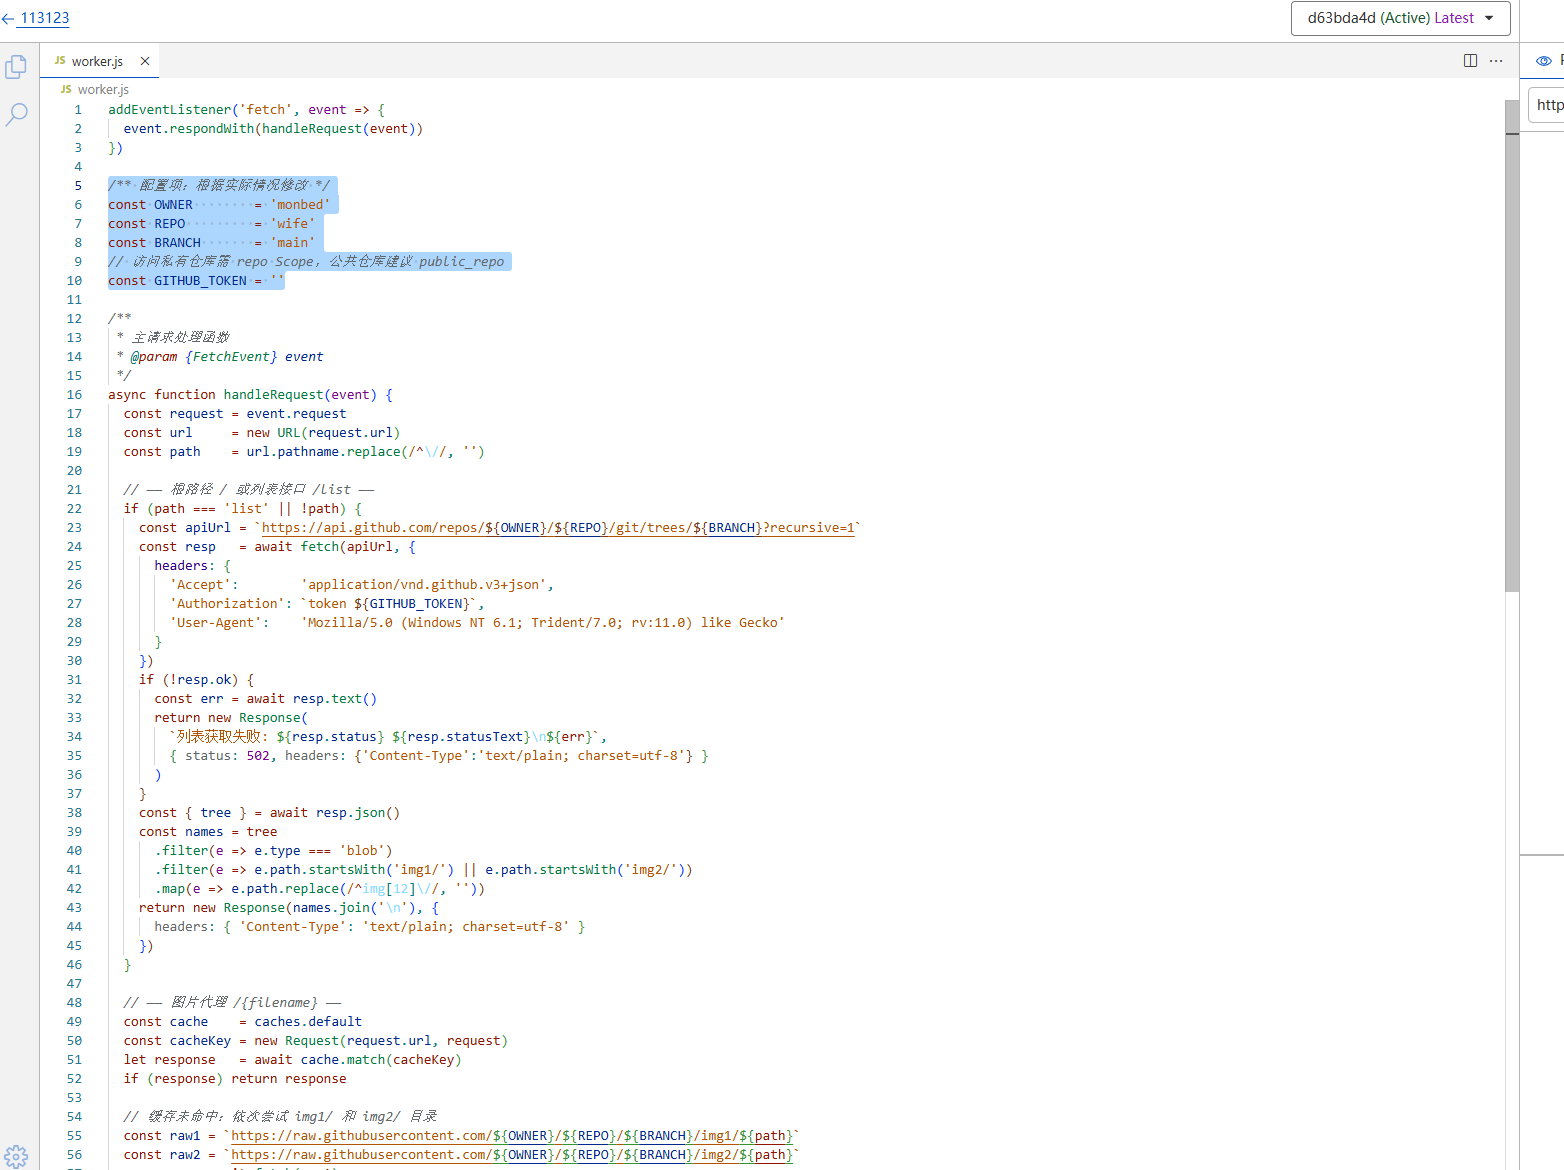 ← 113123
d63bda4d (Active) Latest
JS worker.js ×
JS worker.js
http
1 addEventListener('fetch', event => {
2 event.respondWith(handleRequest(event))
3 })
4
5 /** 配置项：根据实际情况修改 */
6 const OWNER = 'monbed'
7 const REPO = 'wife'
8 const BRANCH = 'main'
9 // 访问私有仓库需 repo Scope，公共仓库建议 public_repo
10 const GITHUB_TOKEN = ''
11
12 /**
13 * 主请求处理函数
14 * @param {FetchEvent} event
15 */
16 async function handleRequest(event) {
17 const request = event.request
18 const url = new URL(request.url)
19 const path = url.pathname.replace(/^\//, '')
20
21 // —— 根路径 / 或列表接口 /list ——
22 if (path === 'list' || !path) {
23 const apiUrl = `https://api.github.com/repos/${OWNER}/${REPO}/git/trees/${BRANCH}?recursive=1`
24 const resp = await fetch(apiUrl, {
25 headers: {
26 'Accept': 'application/vnd.github.v3+json',
27 'Authorization': `token ${GITHUB_TOKEN}`,
28 'User-Agent': 'Mozilla/5.0 (Windows NT 6.1; Trident/7.0; rv:11.0) like Gecko'
29 }
30 })
31 if (!resp.ok) {
32 const err = await resp.text()
33 return new Response(
34 `列表获取失败: ${resp.status} ${resp.statusText}\n${err}`,
35 { status: 502, headers: {'Content-Type':'text/plain; charset=utf-8'} }
36 )
37 }
38 const { tree } = await resp.json()
39 const names = tree
40 .filter(e => e.type === 'blob')
41 .filter(e => e.path.startsWith('img1/') || e.path.startsWith('img2/'))
42 .map(e => e.path.replace(/^img[12]\//, ''))
43 return new Response(names.join('\n'), {
44 headers: { 'Content-Type': 'text/plain; charset=utf-8' }
45 })
46 }
47
48 // —— 图片代理 /{filename} ——
49 const cache = caches.default
50 const cacheKey = new Request(request.url, request)
51 let response = await cache.match(cacheKey)
52 if (response) return response
53
54 // 缓存未命中：依次尝试 img1/ 和 img2/ 目录
55 const raw1 = `https://raw.githubusercontent.com/${OWNER}/${REPO}/${BRANCH}/img1/${path}`
56 const raw2 = `https://raw.githubusercontent.com/${OWNER}/${REPO}/${BRANCH}/img2/${path}`